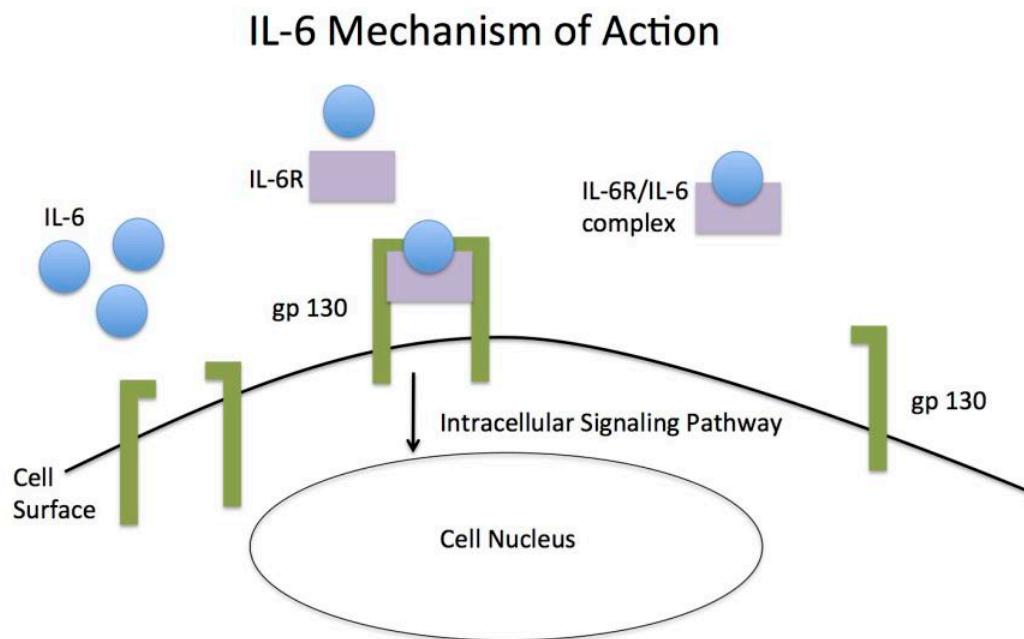 IL-6 Mechanism of Action
IL-6R
IL-6R/IL-6
complex
IL-6
gp 130
gp 130
Intracellular Signaling Pathway
Cell
Surface
Cell Nucleus